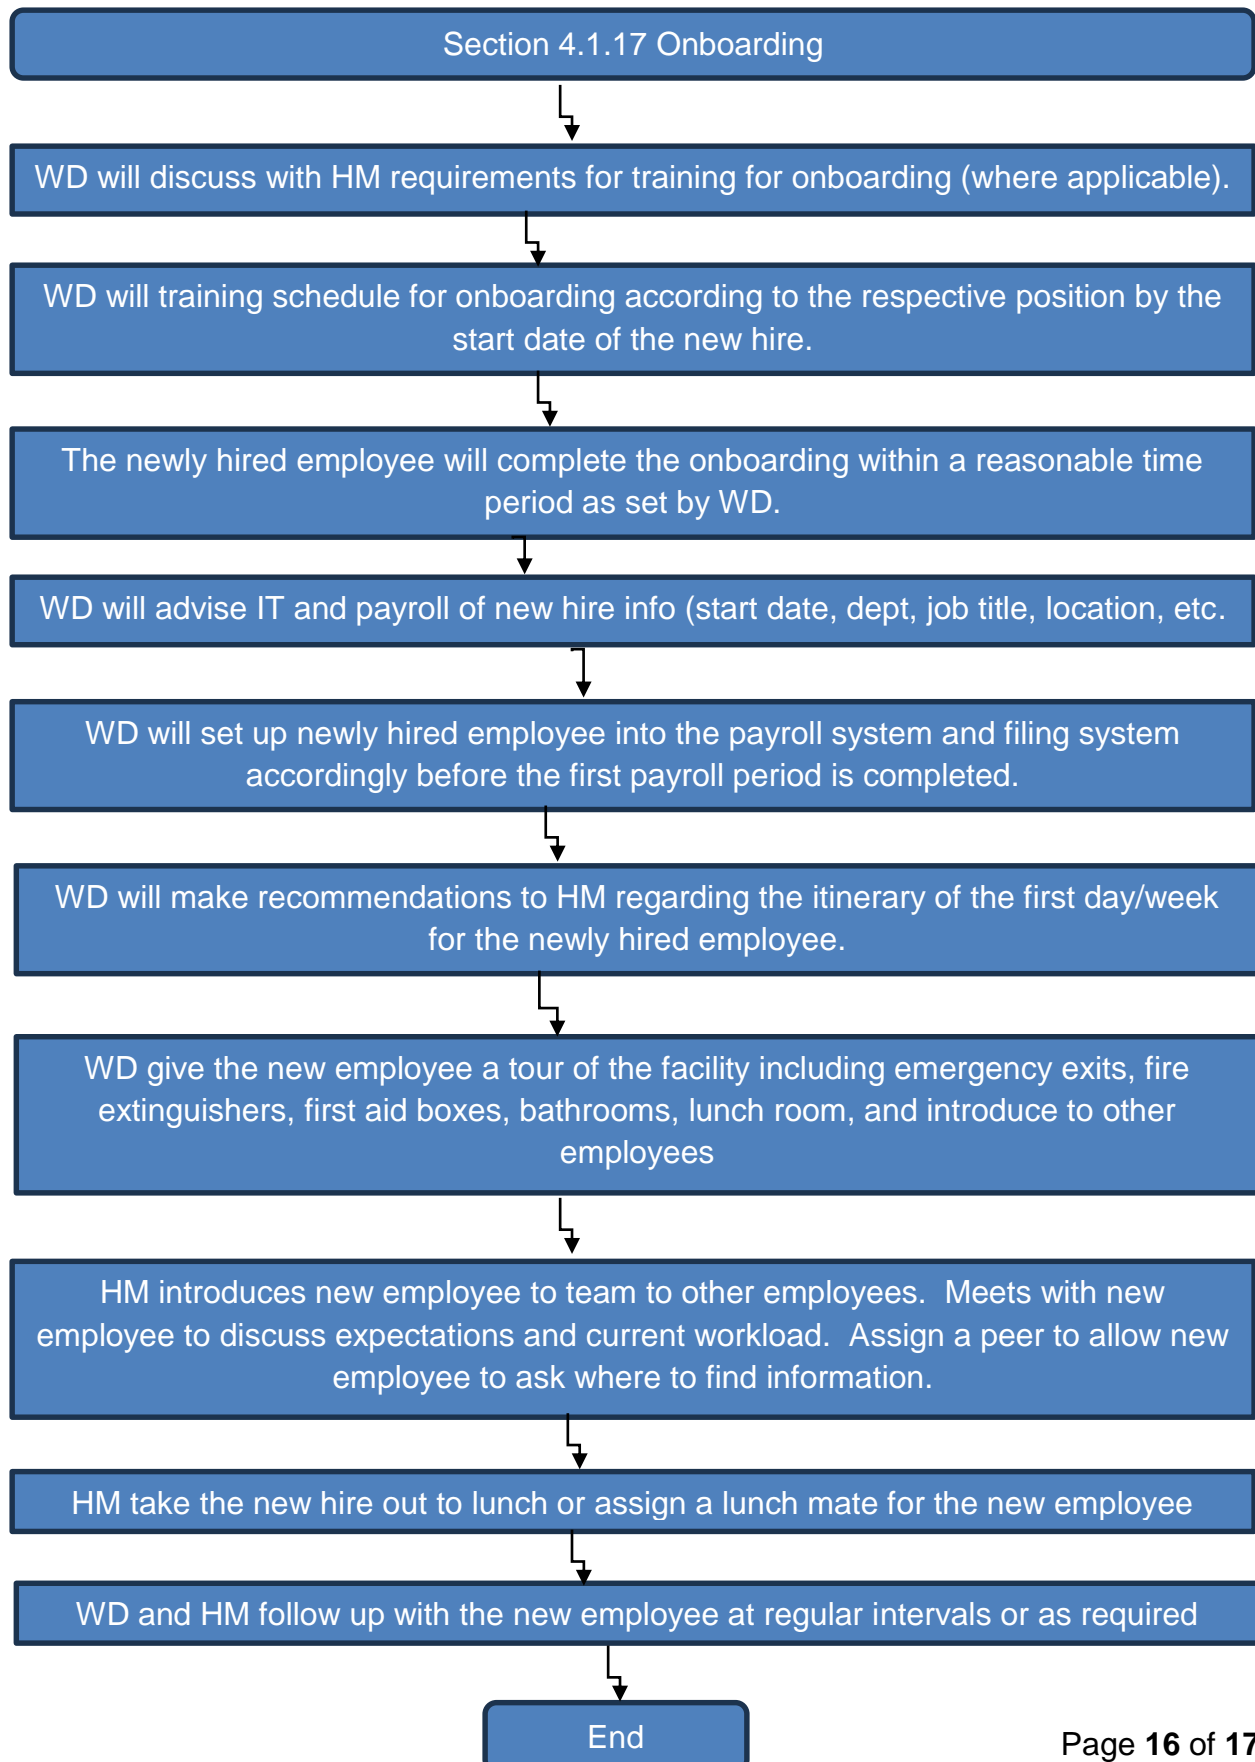 Section 4.1.17 Onboarding
WD will discuss with HM requirements for training for onboarding (where applicable).
WD will training schedule for onboarding according to the respective position by the
start date of the new hire.
The newly hired employee will complete the onboarding within a reasonable time
period as set by WD.
WD will advise IT and payroll of new hire info (start date, dept, job title, location, etc.
WD will set up newly hired employee into the payroll system and filing system
accordingly before the first payroll period is completed.
WD will make recommendations to HM regarding the itinerary of the first day/week
for the newly hired employee.
WD give the new employee a tour of the facility including emergency exits, fire
extinguishers, first aid boxes, bathrooms, lunch room, and introduce to other
employees
HM introduces new employee to team to other employees.  Meets with new
employee to discuss expectations and current workload.  Assign a peer to allow new
employee to ask where to find information.
HM take the new hire out to lunch or assign a lunch mate for the new employee
WD and HM follow up with the new employee at regular intervals or as required
End
Page 16 of 17